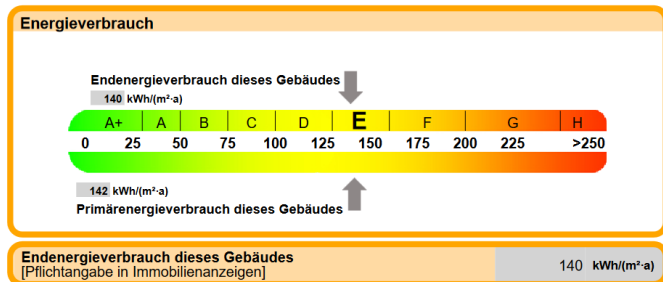 Energieverbrauch
Endenergieverbrauch dieses Gebäudes
140 kWh/(m²·a)
A+ A B C D E F G H
0 25 50 75 100 125 150 175 200 225 >250
142 kWh/(m²·a)
Primärenergieverbrauch dieses Gebäudes
Endenergieverbrauch dieses Gebäudes
[Pflichtangabe in Immobilienanzeigen]
140 kWh/(m²·a)